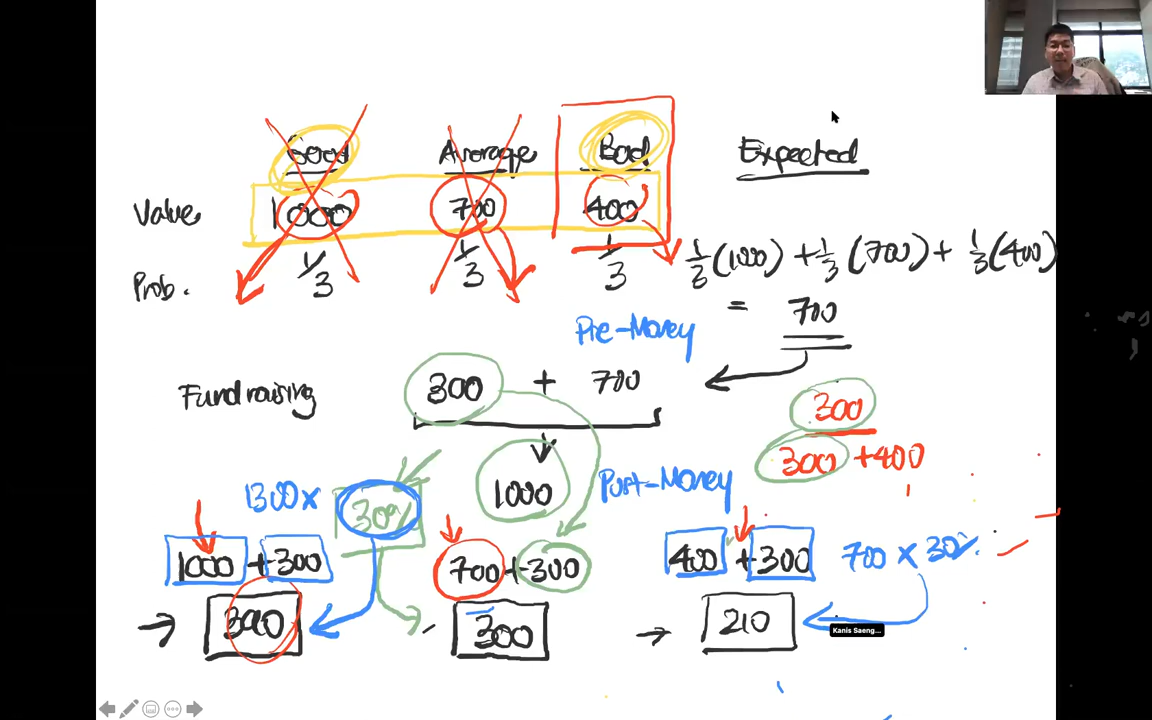 Good Average Bad Expected
Value 1000 700 400
Prob. 1/3 1/3 1/3 1/3 (1000) + 1/3 (700) + 1/3 (400)
= 700
Pre-Money
Fundraising 300 + 700
300
300 + 400
1000 Post-Money
1300 x 30%
1000 + 300 700 + 300 400 + 300 700 x 30%
→ 390 300 → 210
Kanis Saeng...